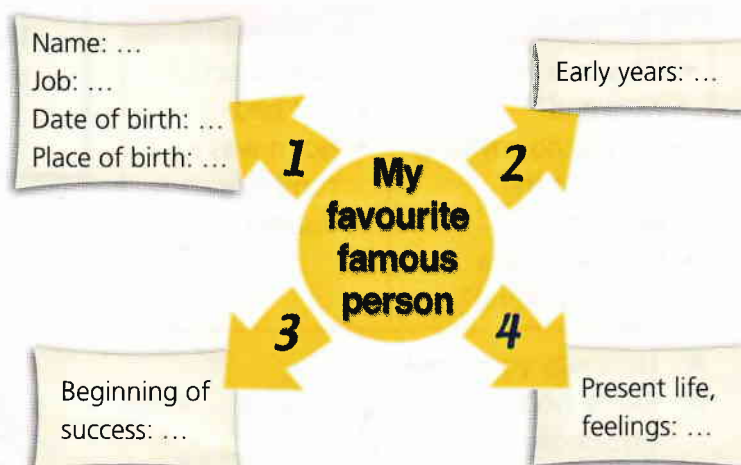 Name: ...
Job: ...
Date of birth: ...
Place of birth: ...
1
Early years: ...
2
My
favourite
famous
person
3
Beginning of
success: ...
4
Present life,
feelings: ...